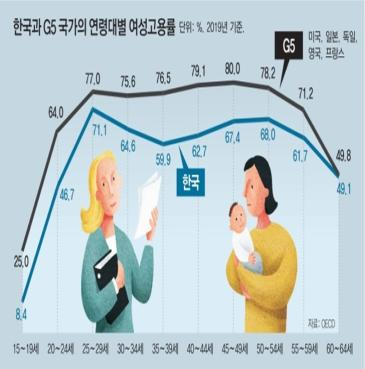 한국과 G5 국가의 연령대별 여성고용률 단위: %, 2019년 기준.
G5 미국, 일본, 독일,
영국, 프랑스
25.0 64.0 77.0 75.6 76.5 79.1 80.0 78.2 71.2 49.8
8.4 46.7 71.1 64.6 59.9 62.7 67.4 68.0 61.7 49.1
한국
자료: OECD
15~19세 20~24세 25~29세 30~34세 35~39세 40~44세 45~49세 50~54세 55~59세 60~64세